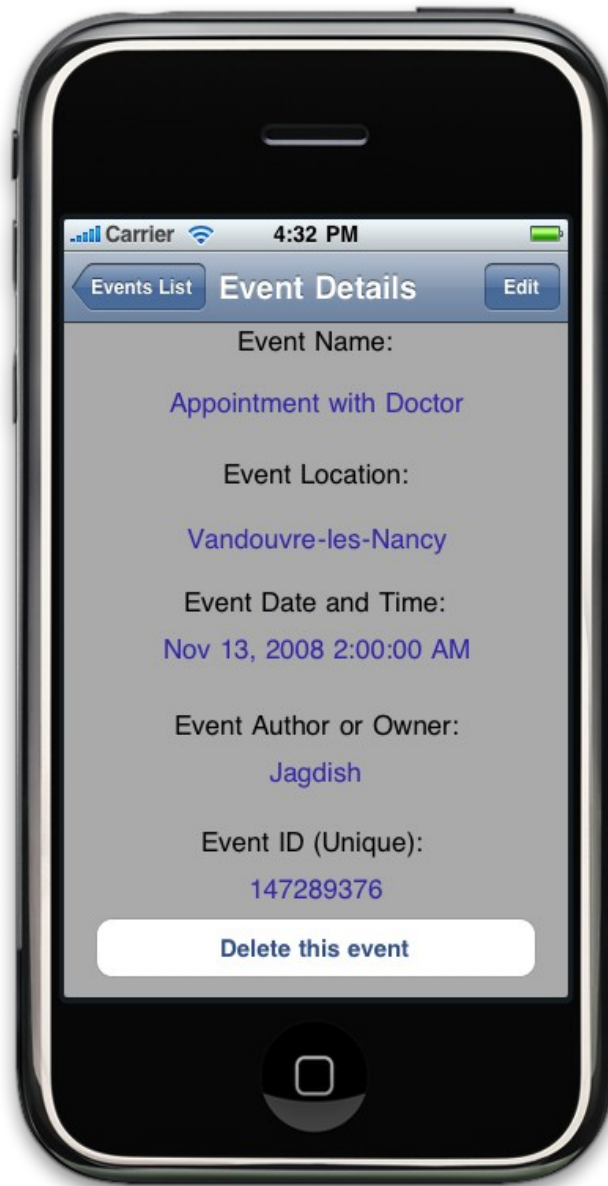 Carrier 4:32 PM
Events List Event Details Edit
Event Name:
Appointment with Doctor
Event Location:
Vandouvre-les-Nancy
Event Date and Time:
Nov 13, 2008 2:00:00 AM
Event Author or Owner:
Jagdish
Event ID (Unique):
147289376
Delete this event